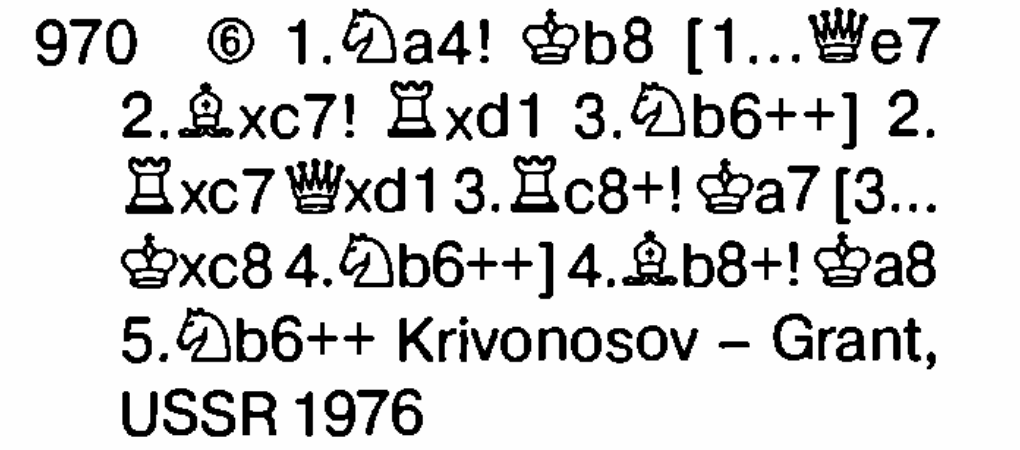 970 ⑥ 1.♘a4! ♔b8 [1...♕e7
2.♗xc7! ♖xd1 3.♘b6++] 2.
♖xc7 ♕xd1 3.♖c8+! ♔a7 [3...
♔xc8 4.♘b6++] 4.♗b8+! ♔a8
5.♘b6++ Krivonosov – Grant,
USSR 1976